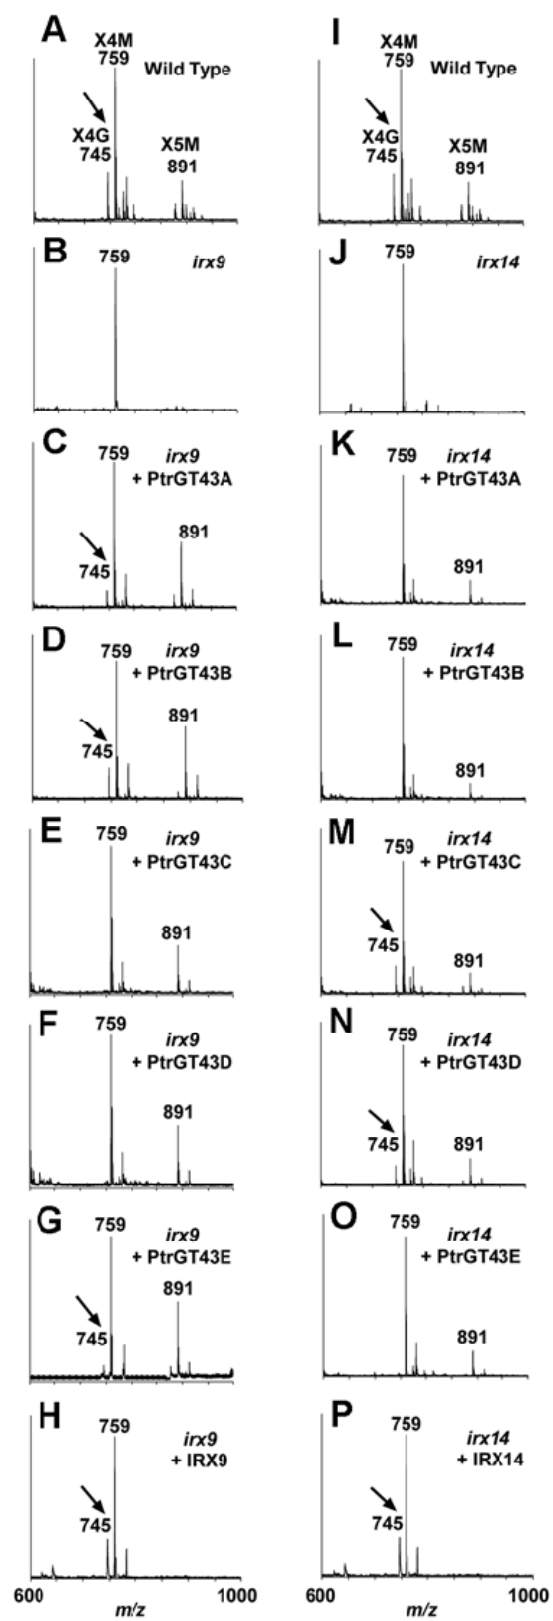 A
X4M
759
Wild Type
X4G
745
X5M
891
I
X4M
759
Wild Type
X4G
745
X5M
891
B
759
irx9
J
759
irx14
C
759
irx9
+ PtrGT43A
745
891
K
759
irx14
+ PtrGT43A
891
D
759
irx9
+ PtrGT43B
745
891
L
759
irx14
+ PtrGT43B
891
E
759
irx9
+ PtrGT43C
891
M
759
irx14
+ PtrGT43C
745
891
F
759
irx9
+ PtrGT43D
891
N
759
irx14
+ PtrGT43D
745
891
G
759
irx9
+ PtrGT43E
745
891
O
759
irx14
+ PtrGT43E
891
H
759
irx9
+ IRX9
745
P
759
irx14
+ IRX14
745
600
m/z
1000
600
m/z
1000